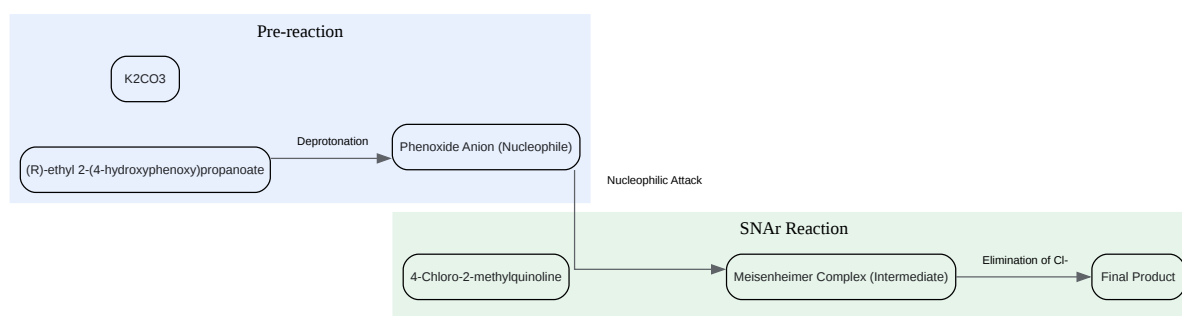 Pre-reaction
K2CO3
(R)-ethyl 2-(4-hydroxyphenoxy)propanoate
Deprotonation
Phenoxide Anion (Nucleophile)
Nucleophilic Attack
SNAr Reaction
4-Chloro-2-methylquinoline
Meisenheimer Complex (Intermediate)
Elimination of Cl-
Final Product